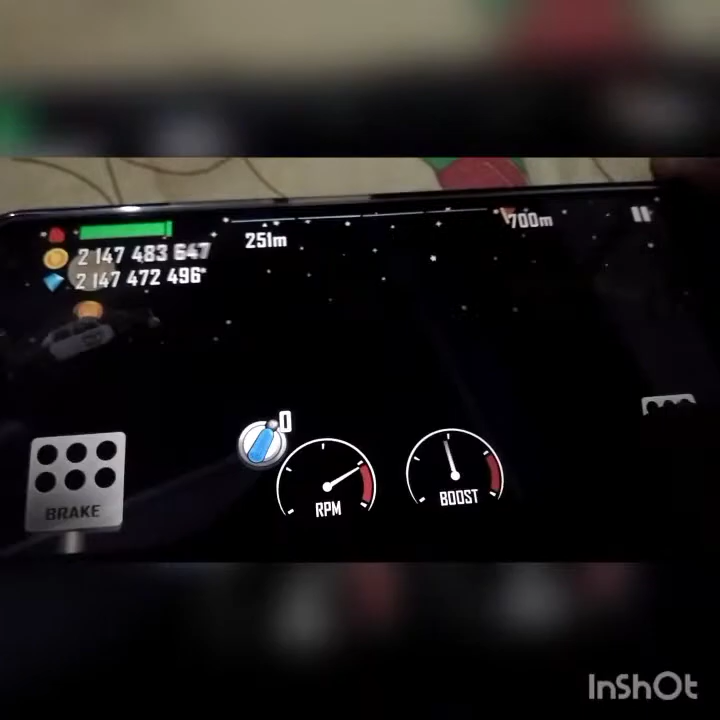 251m
700m
2 147 483 647
2 147 472 496*
0
BRAKE
RPM
BOOST
InShOt